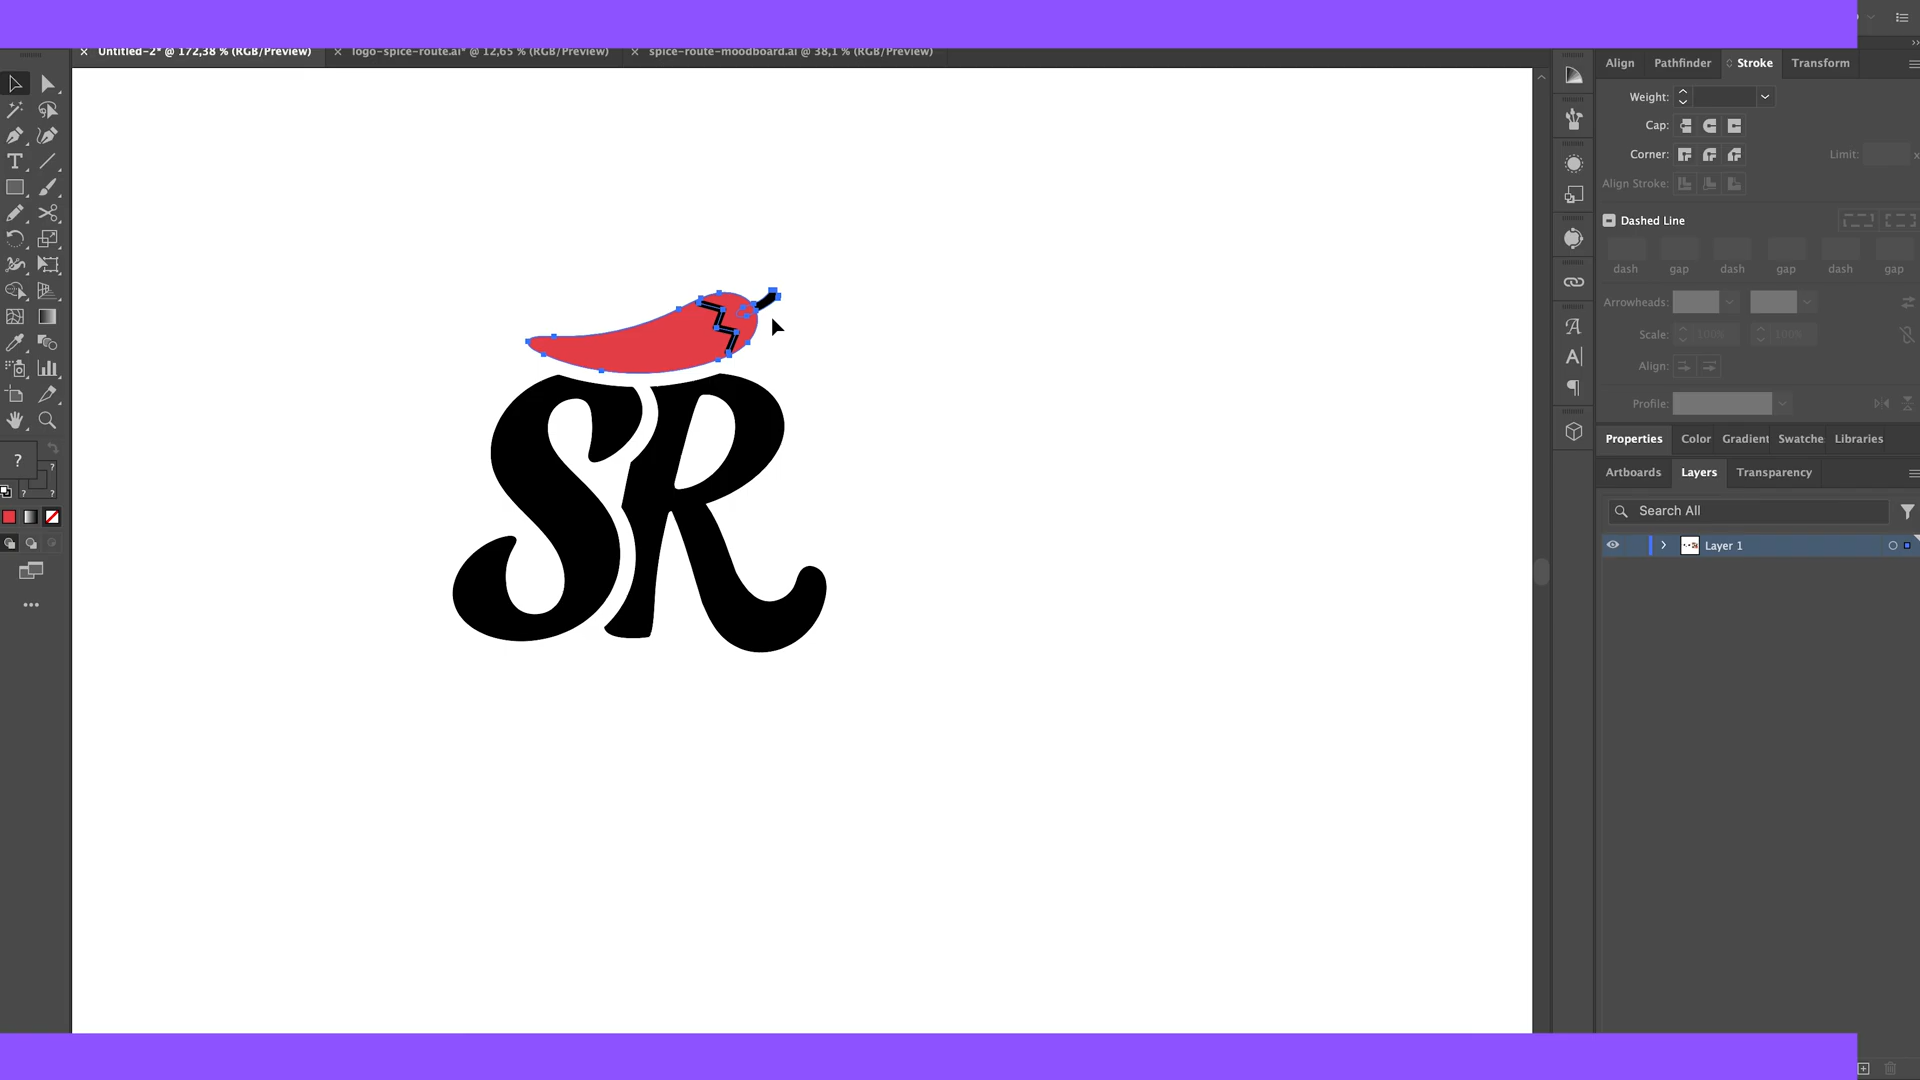 Untitled-2* @ 172,38 % (RGB/Preview)
logo-spice-route.ai* @ 12,65 % (RGB/Preview)
spice-route-moodboard.ai @ 38,1 % (RGB/Preview)
Align
Pathfinder
Stroke
Transform
Weight:
Cap:
Corner:
Limit:
x
Align Stroke:
Dashed Line
dash
gap
dash
gap
dash
gap
Arrowheads:
Scale:
100%
100%
Align:
Profile:
Properties
Color
Gradient
Swatche
Libraries
Artboards
Layers
Transparency
Search All
Layer 1
SR
T
A
A
?
?
?
?